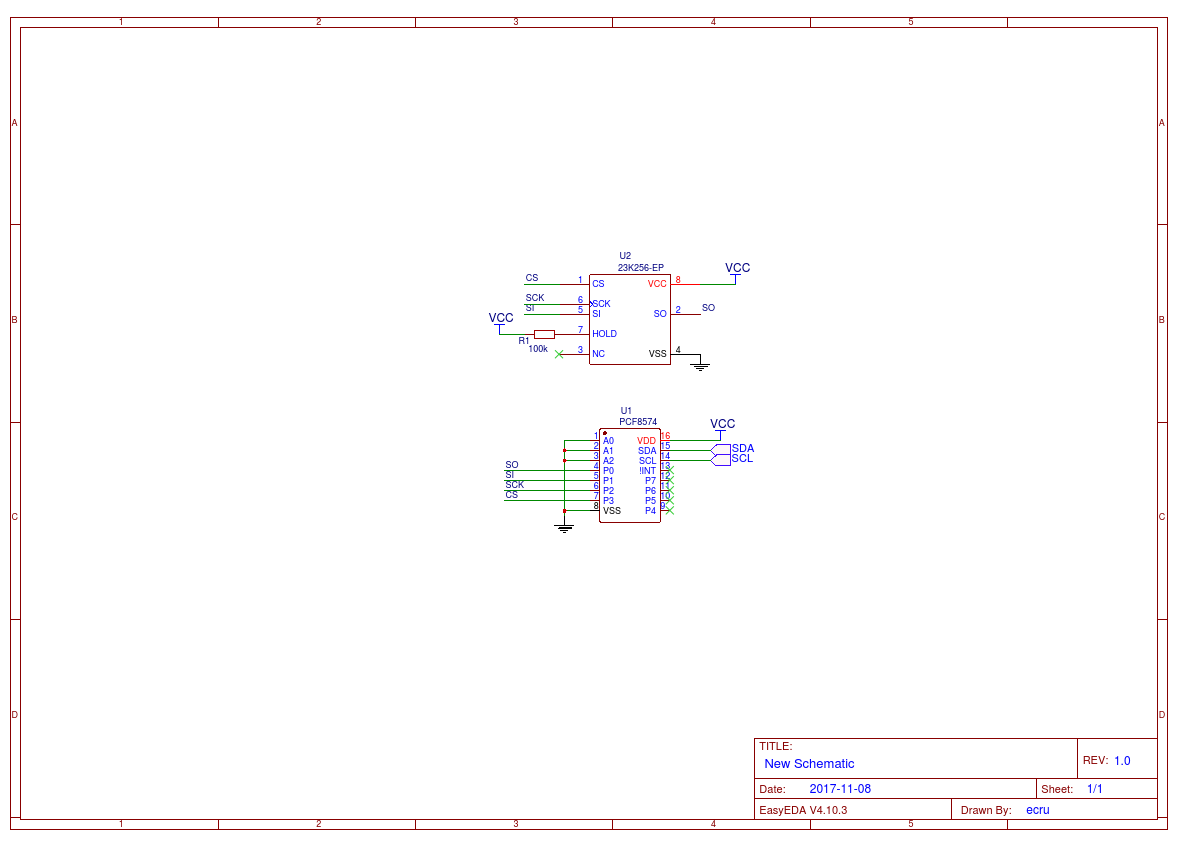 1 2 3 4 5
A A
U2
23K256-EP
CS 1 CS VCC 8 VCC
SCK 6 SCK
SI 5 SI SO 2 SO
VCC
7 HOLD
R1
100k
3 NC VSS 4
B B
U1
PCF8574
VCC
1 A0 VDD 16
2 A1 SDA 15 SDA
3 A2 SCL 14 SCL
SO 4 P0 !INT 13
SI 5 P1 P7 12
SCK 6 P2 P6 11
CS 7 P3 P5 10
8 VSS P4 9
C C
D D
TITLE:
New Schematic
REV: 1.0
Date: 2017-11-08
Sheet: 1/1
EasyEDA V4.10.3
Drawn By: ecru
1 2 3 4 5